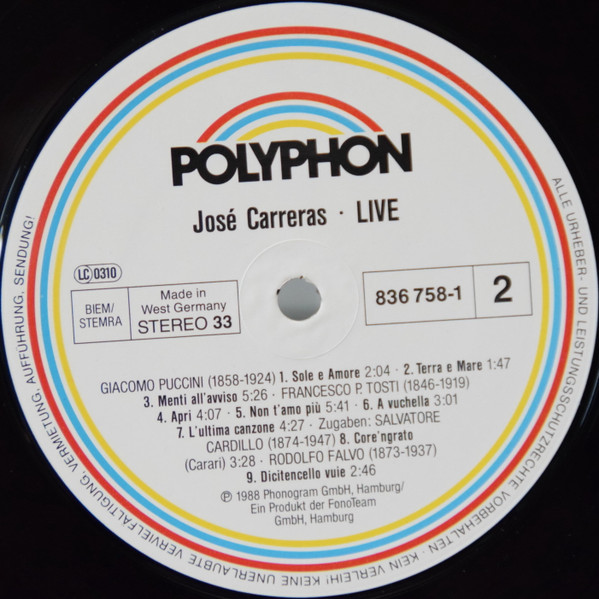 POLYPHON
José Carreras · LIVE
LC 0310
BIEM/
STEMRA
Made in
West Germany
STEREO 33
836 758-1
2
GIACOMO PUCCINI (1858-1924) 1. Sole e Amore 2:04 · 2. Terra e Mare 1:47
3. Menti all'avviso 5:26 · FRANCESCO P. TOSTI (1846-1919)
4. Apri 4:07 · 5. Non t'amo più 5:41 · 6. A vuchella 3:01
7. L'ultima canzone 4:27 · Zugaben: SALVATORE
CARDILLO (1874-1947) 8. Core'ngrato
(Carari) 3:28 · RODOLFO FALVO (1873-1937)
9. Dicitencello vuie 2:46
℗ 1988 Phonogram GmbH, Hamburg/
Ein Produkt der FonoTeam
GmbH, Hamburg
ALLE URHEBER- UND LEISTUNGSSCHUTZRECHTE VORBEHALTEN · KEIN VERLEIH! KEINE UNERLAUBTE VERVIELFÄLTIGUNG, VERMIETUNG, AUFFÜHRUNG, SENDUNG!